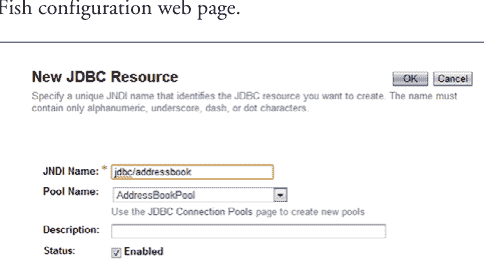 Fish configuration web page.
New JDBC Resource
OK Cancel
Specify a unique JNDI name that identifies the JDBC resource you want to create. The name must
contain only alphanumeric, underscore, dash, or dot characters.
JNDI Name: * jdbc/addressbook
Pool Name: AddressBookPool
Use the JDBC Connection Pools page to create new pools
Description:
Status: Enabled